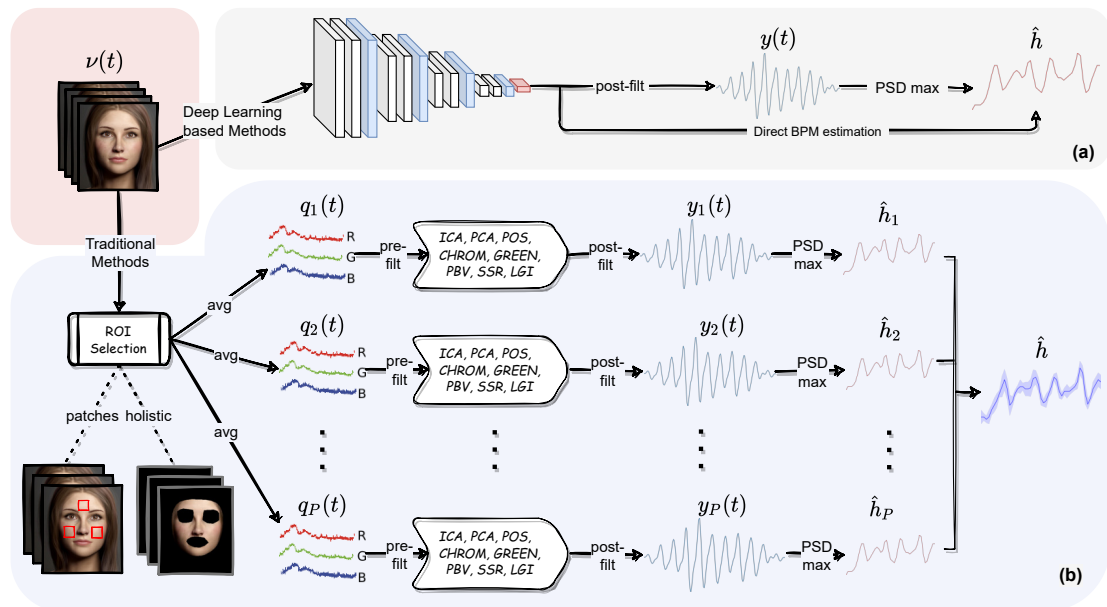 ν(t)
Deep Learning
based Methods
post-filt
y(t)
PSD max
ĥ
Direct BPM estimation
(a)
Traditional
Methods
ROI
Selection
patches holistic
avg
avg
avg
q₁(t)
R
G
B
pre-
filt
ICA, PCA, POS,
CHROM, GREEN,
PBV, SSR, LGI
post-
filt
y₁(t)
PSD
max
ĥ₁
q₂(t)
R
G
B
pre-
filt
ICA, PCA, POS,
CHROM, GREEN,
PBV, SSR, LGI
post-
filt
y₂(t)
PSD
max
ĥ₂
ĥ
q_P(t)
R
G
B
pre-
filt
ICA, PCA, POS,
CHROM, GREEN,
PBV, SSR, LGI
post-
filt
y_P(t)
PSD
max
ĥ_P
(b)